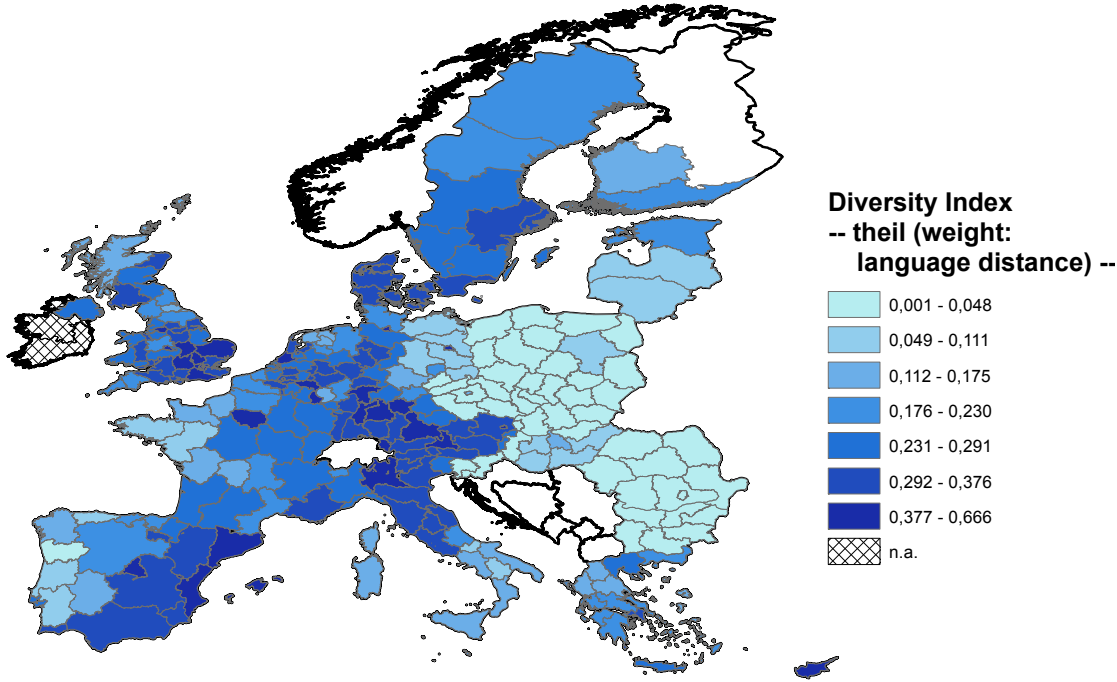 Diversity Index
-- theil (weight:
language distance) --
0,001 - 0,048
0,049 - 0,111
0,112 - 0,175
0,176 - 0,230
0,231 - 0,291
0,292 - 0,376
0,377 - 0,666
n.a.